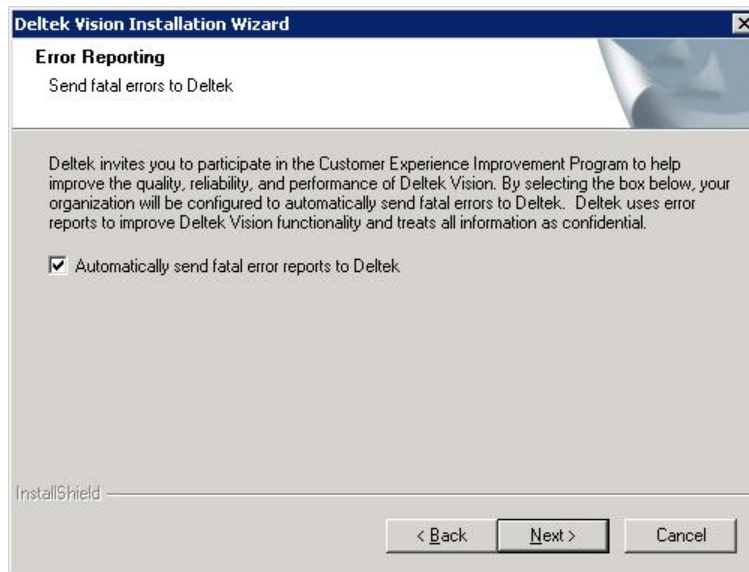 Deltek Vision Installation Wizard
Error Reporting
Send fatal errors to Deltek
Deltek invites you to participate in the Customer Experience Improvement Program to help
improve the quality, reliability, and performance of Deltek Vision. By selecting the box below, your
organization will be configured to automatically send fatal errors to Deltek. Deltek uses error
reports to improve Deltek Vision functionality and treats all information as confidential.
Automatically send fatal error reports to Deltek
InstallShield
< Back Next > Cancel